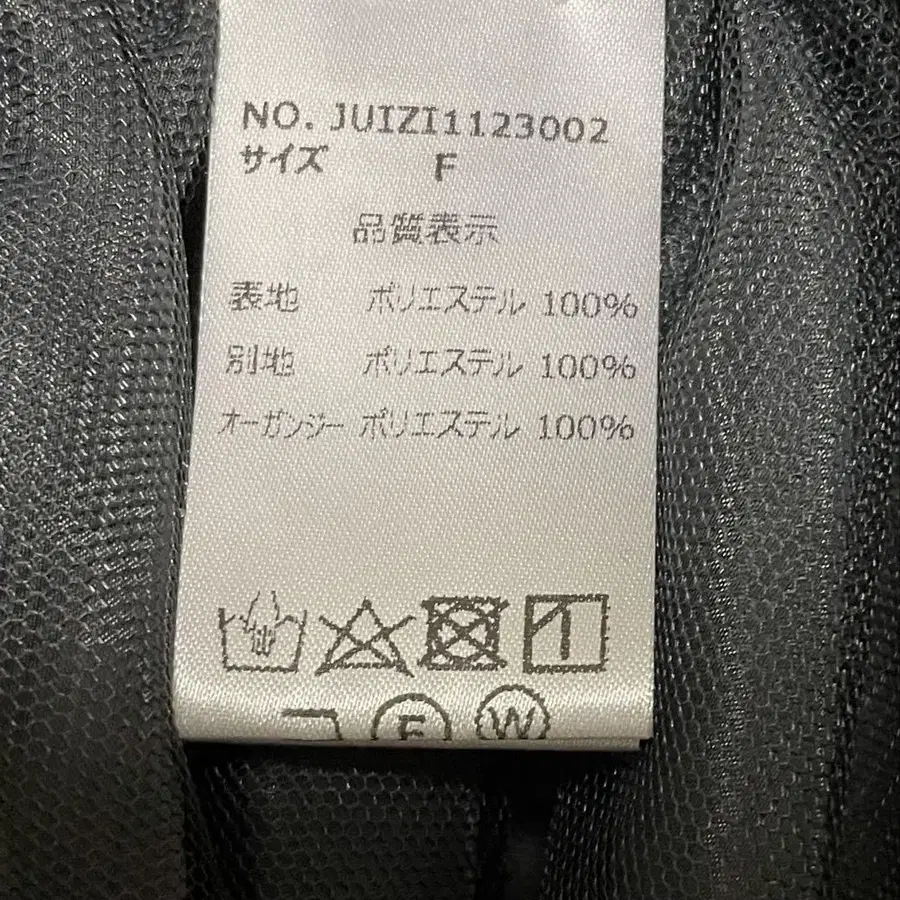 NO. JUIZI1123002
サイズ F
品質表示
表地 ポリエステル 100%
別地 ポリエステル 100%
オーガンジー ポリエステル 100%
F W